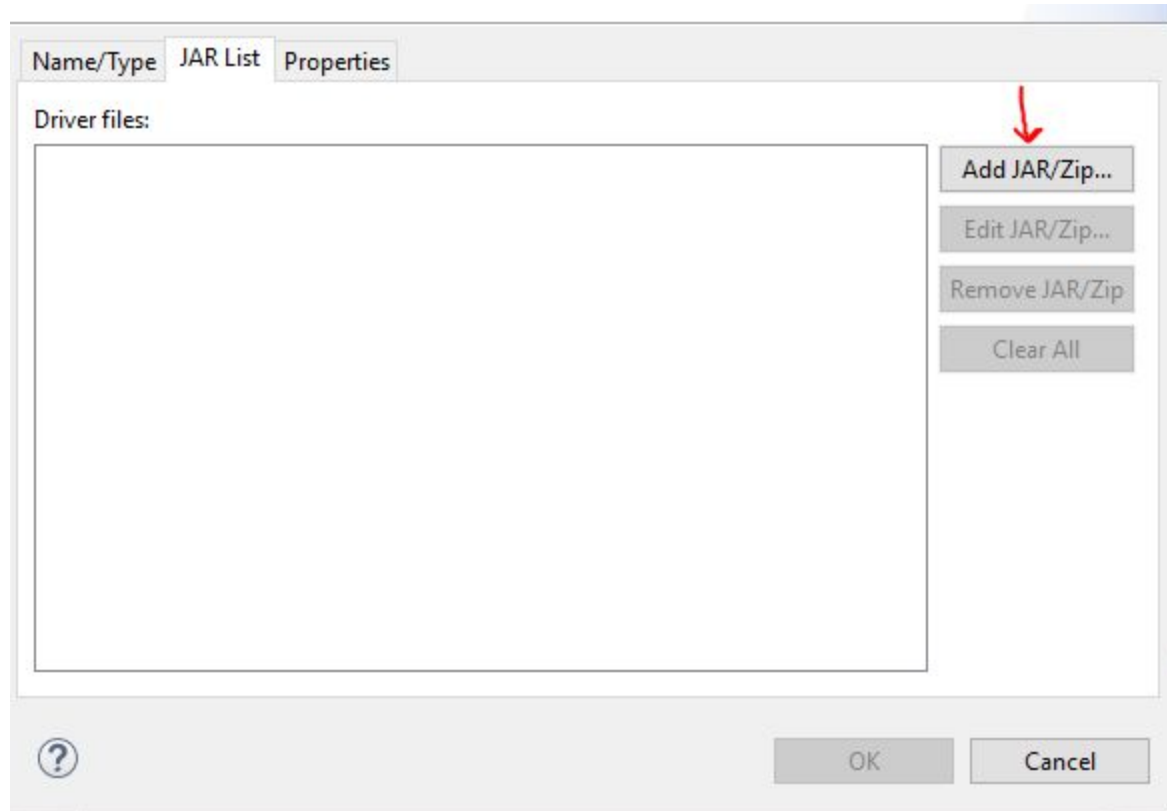 Name/Type JAR List Properties
Driver files:
Add JAR/Zip...
Edit JAR/Zip...
Remove JAR/Zip
Clear All
?
OK Cancel